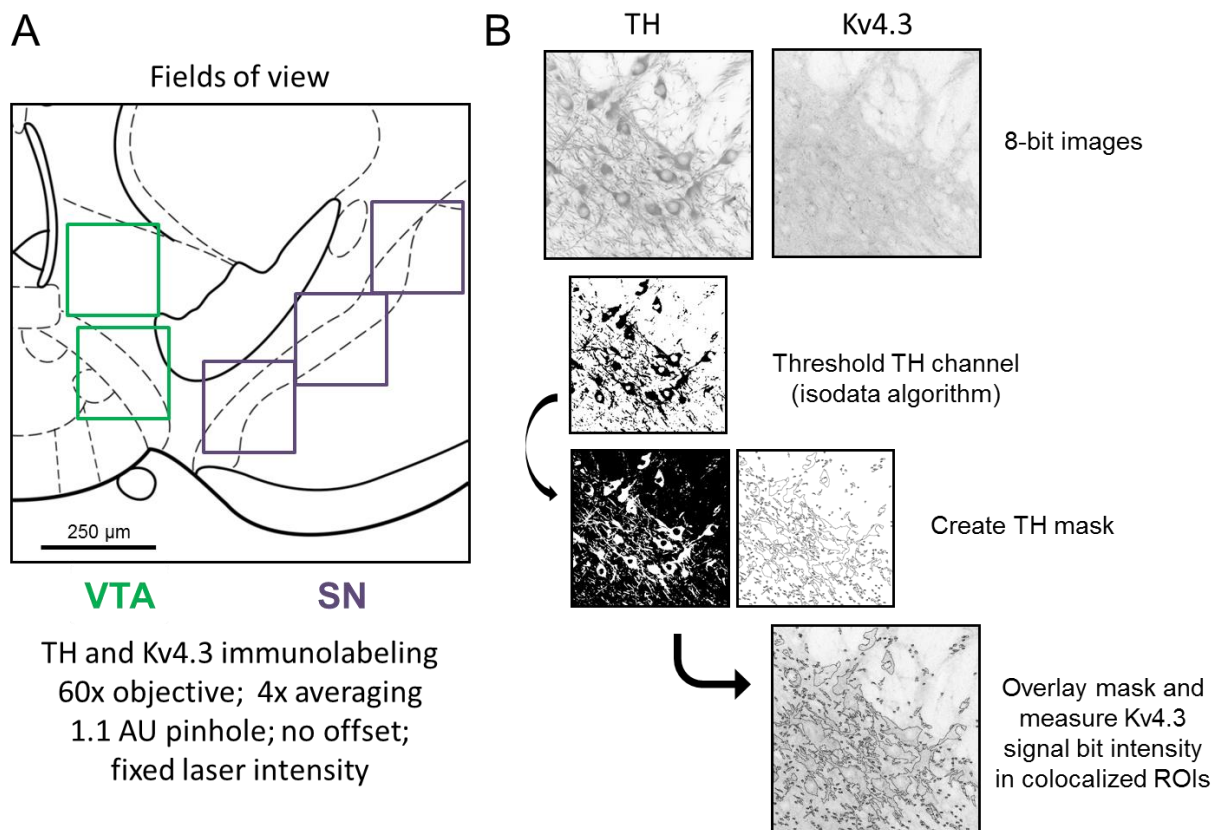 A
Fields of view
250 µm
VTA
SN
TH and Kv4.3 immunolabeling
60x objective; 4x averaging
1.1 AU pinhole; no offset;
fixed laser intensity
B
TH
Kv4.3
8-bit images
Threshold TH channel
(isodata algorithm)
Create TH mask
Overlay mask and
measure Kv4.3
signal bit intensity
in colocalized ROIs